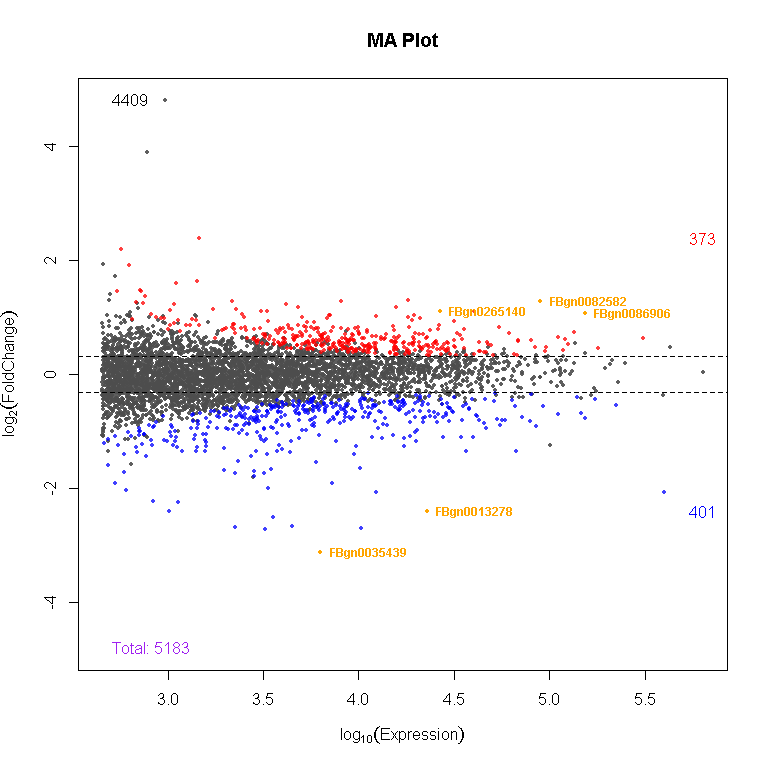 MA Plot
4409
373
FBgn0082582
FBgn0265140
FBgn0086906
401
FBgn0013278
FBgn0035439
Total: 5183
4
2
0
-2
-4
log2(FoldChange)
3.0 3.5 4.0 4.5 5.0 5.5
log10(Expression)